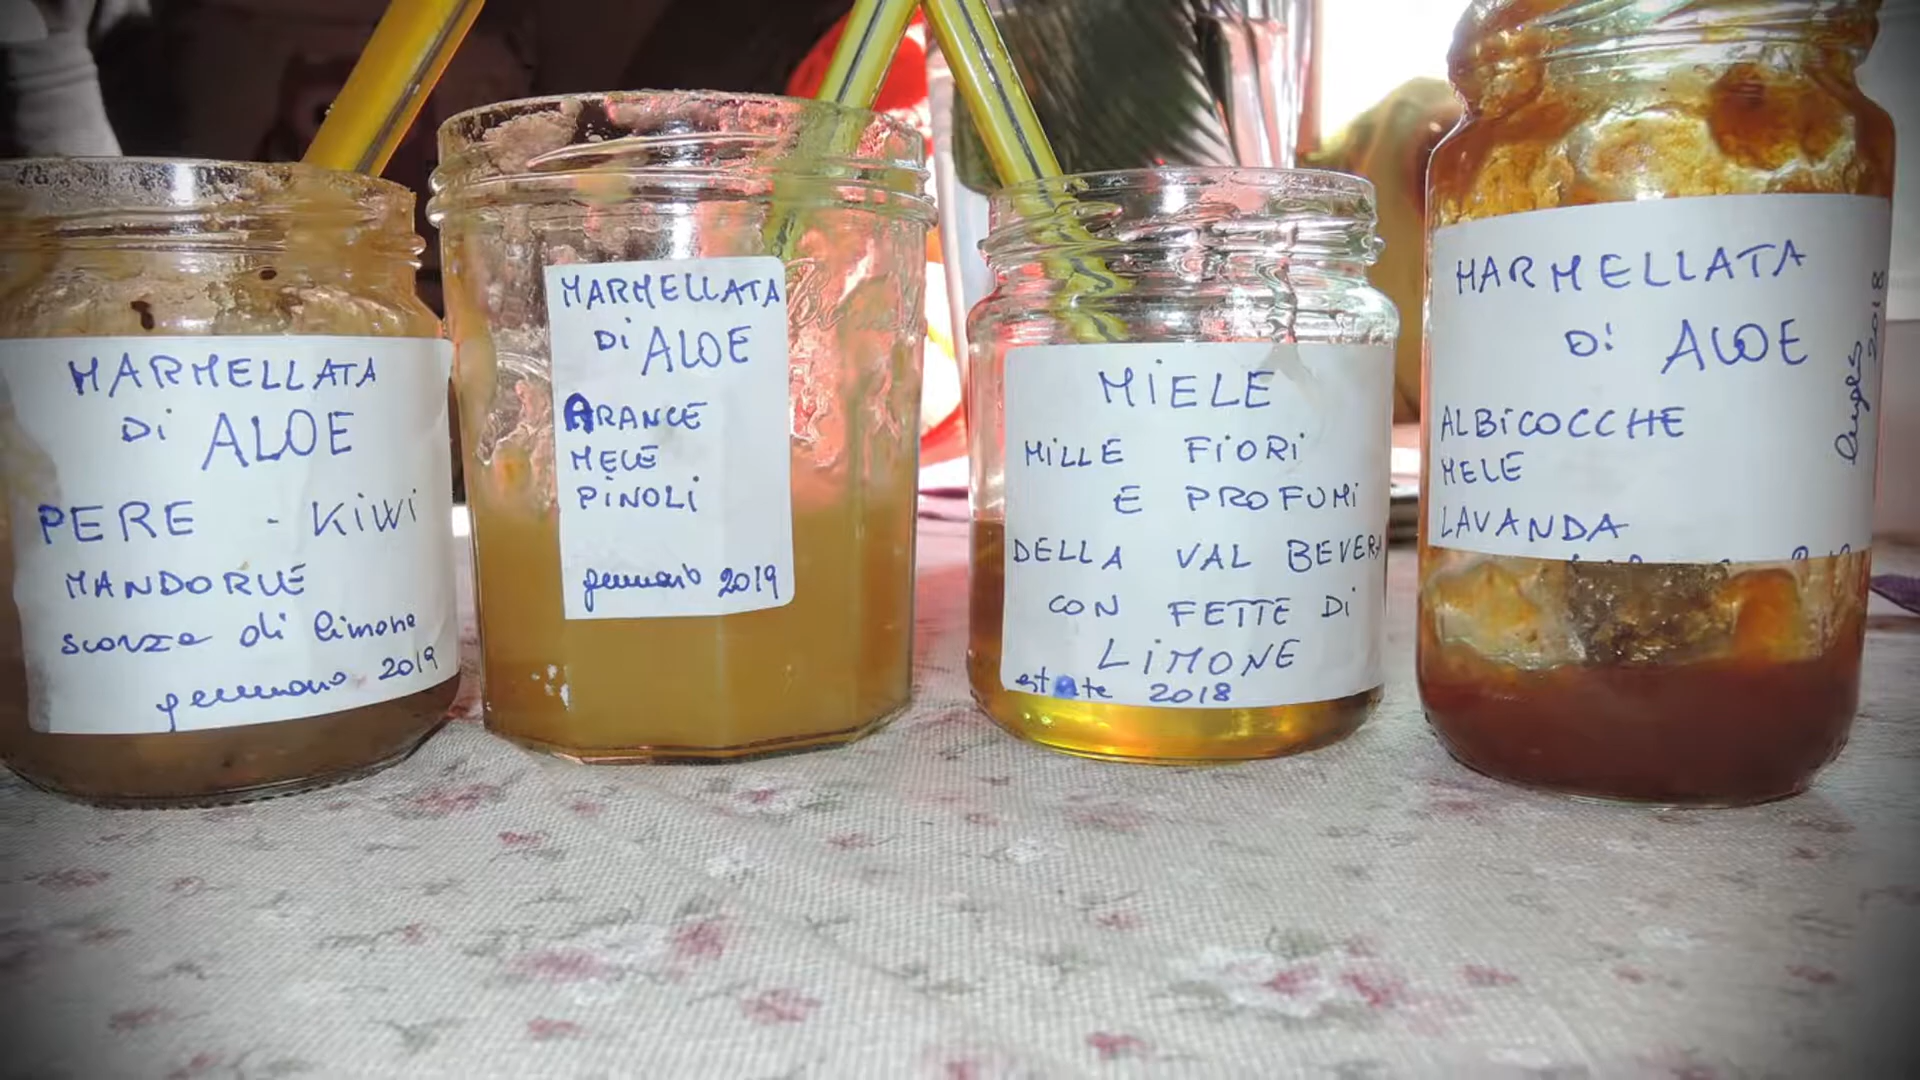 MARMELLATA
Di ALOE
PERE - KiWi
MANDORLE
scorza di limone
gennaio 2019
MARMELLATA
Di ALOE
ARANCE
MELE
PiNOLi
gennaio 2019
MiELE
MiLLE FiORi
E PROFUMi
DELLA VAL BEVERA
CON FETTE Di
LiMONE
estate 2018
MARMELLATA
Di ALOE
ALBiCOCCHE
MELE
LAVANDA
luglio
2018